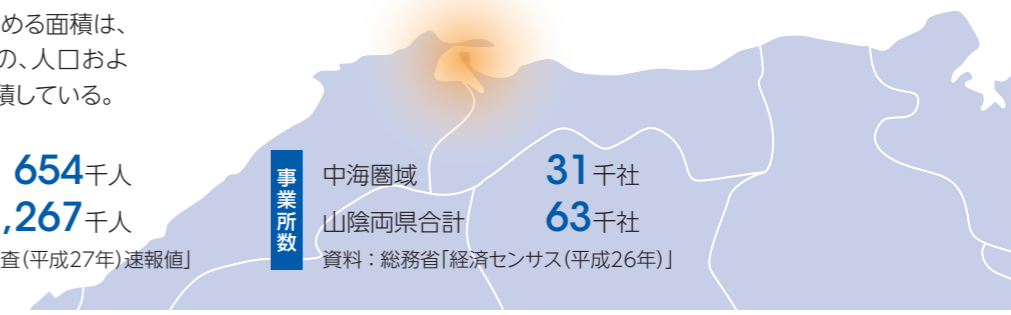 める面積は、
の、人口およ
積している。
654千人
,267千人
査(平成27年)速報値」
事業所数
中海圏域 31千社
山陰両県合計 63千社
資料：総務省「経済センサス(平成26年)」